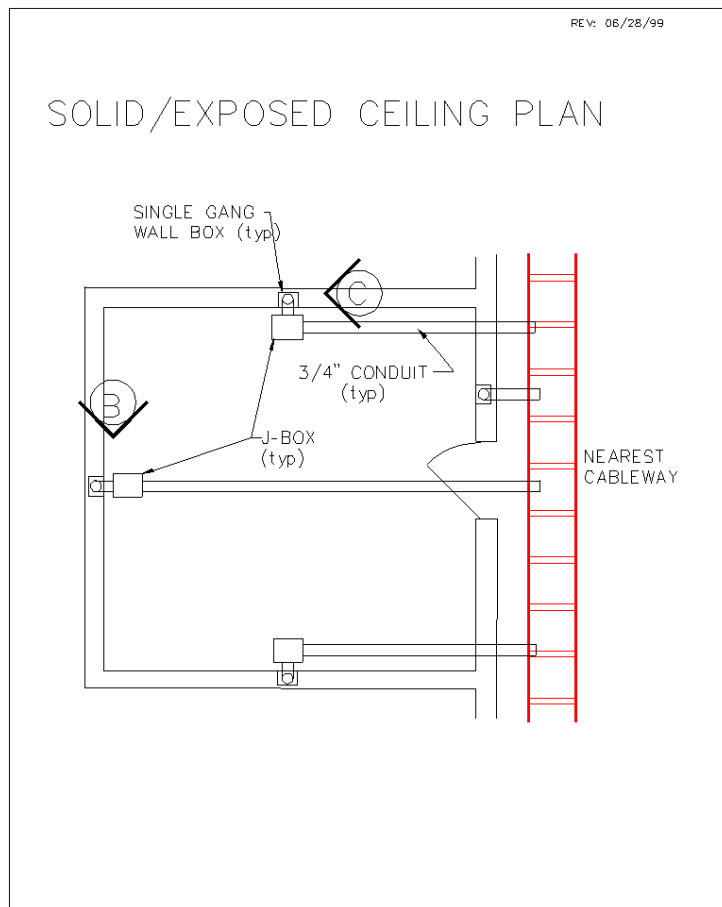 REV: 06/28/99
SOLID/EXPOSED CEILING PLAN
SINGLE GANG
WALL BOX (typ)
C
3/4" CONDUIT
(typ)
B
J-BOX
(typ)
NEAREST
CABLEWAY